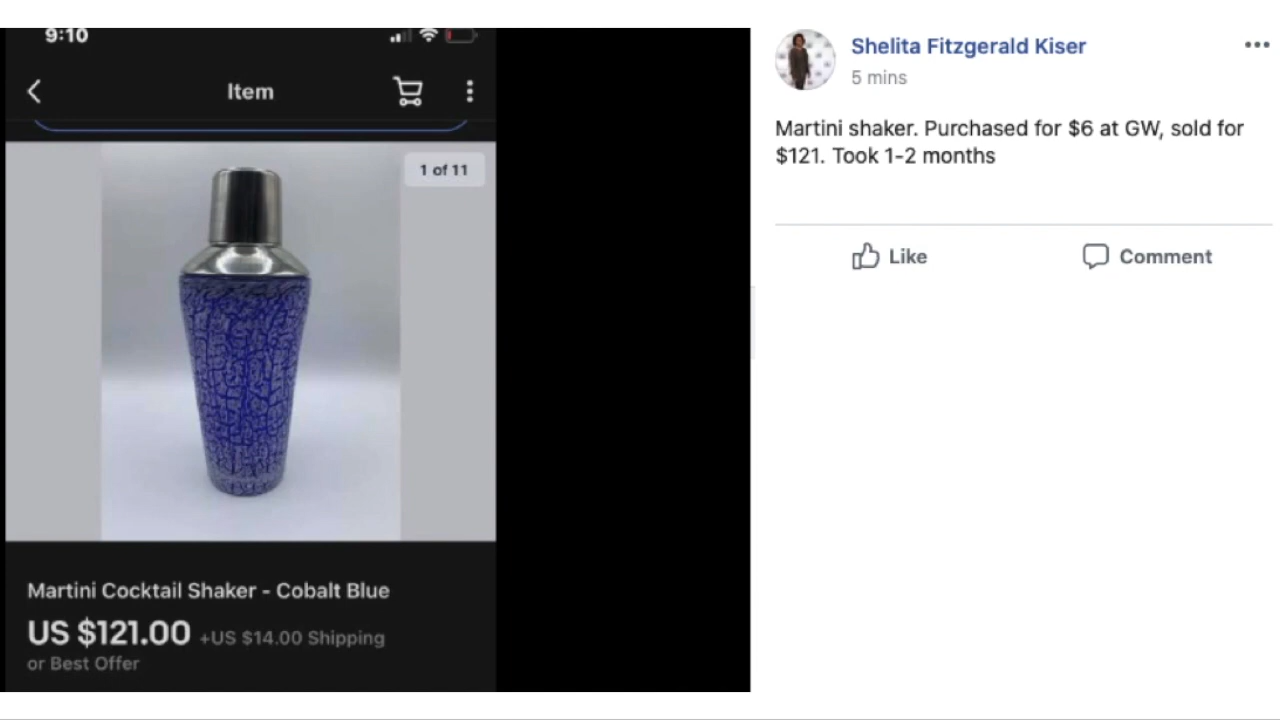 9:10
Item
1 of 11
Martini Cocktail Shaker - Cobalt Blue
US $121.00 +US $14.00 Shipping
or Best Offer
Shelita Fitzgerald Kiser
5 mins
Martini shaker. Purchased for $6 at GW, sold for
$121. Took 1-2 months
Like
Comment